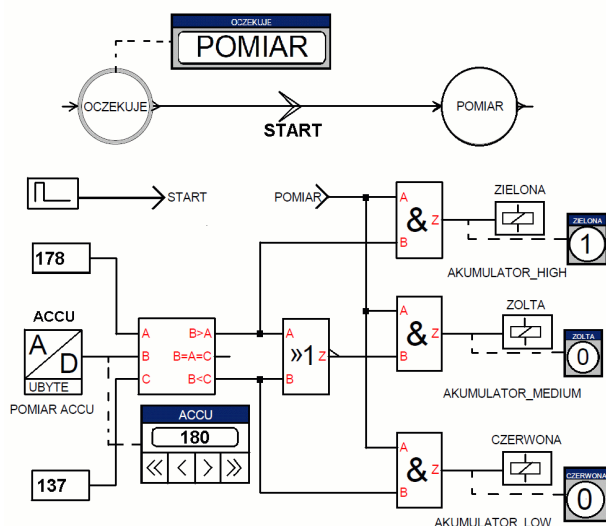 OCZEKUJE
POMIAR
OCZEKUJE
POMIAR
START
START
POMIAR
A
B
&
Z
ZIELONA
ZIELONA
1
AKUMULATOR_HIGH
178
ACCU
A
D
UBYTE
POMIAR ACCU
A
B
C
B>A
B=A=C
B<C
A
B
»1
Z
A
B
&
Z
ZOLTA
ZOLTA
0
AKUMULATOR_MEDIUM
ACCU
180
« < > »
137
A
B
&
Z
CZERWONA
CZERWONA
0
AKUMULATOR_LOW